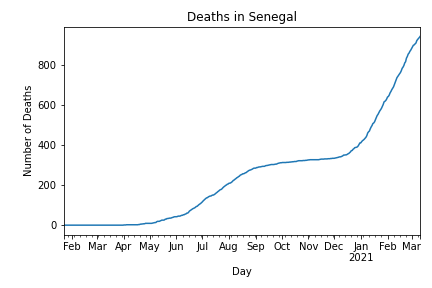 Deaths in Senegal
Number of Deaths
800
600
400
200
0
Feb Mar Apr May Jun Jul Aug Sep Oct Nov Dec Jan Feb Mar
2021
Day